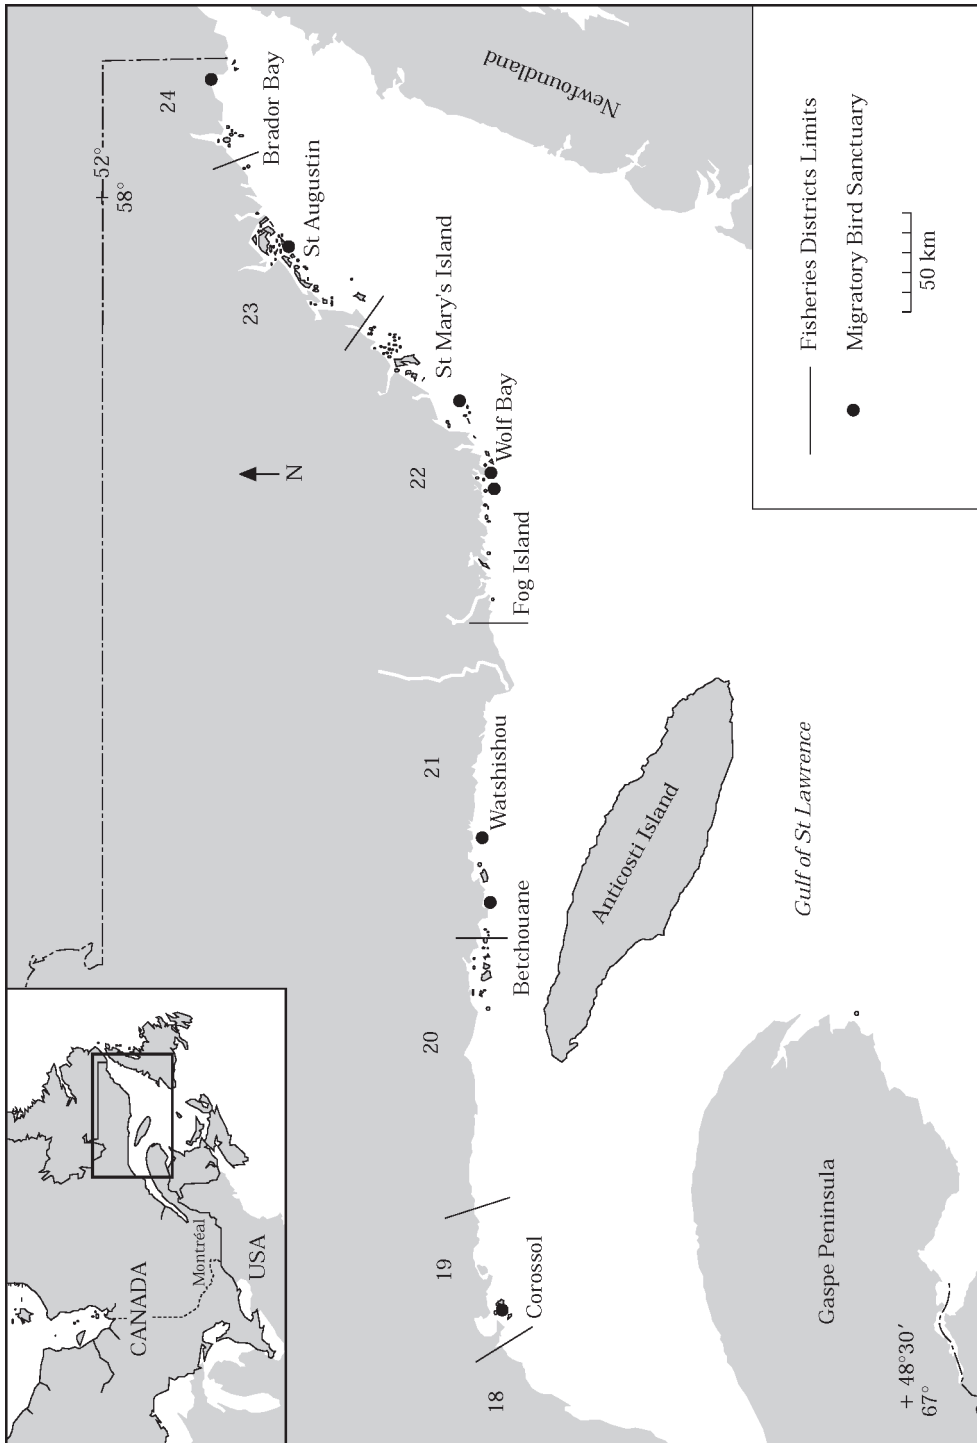 CANADA
Montréal
USA
+ 52°
58°
24
Brador Bay
St Augustin
23
St Mary's Island
Wolf Bay
22
Fog Island
N
Newfoundland
21
Watshishou
Betchouane
20
Anticosti Island
Gulf of St Lawrence
19
Corossol
18
Gaspe Peninsula
+ 48°30′
67°
Fisheries Districts Limits
Migratory Bird Sanctuary
50 km